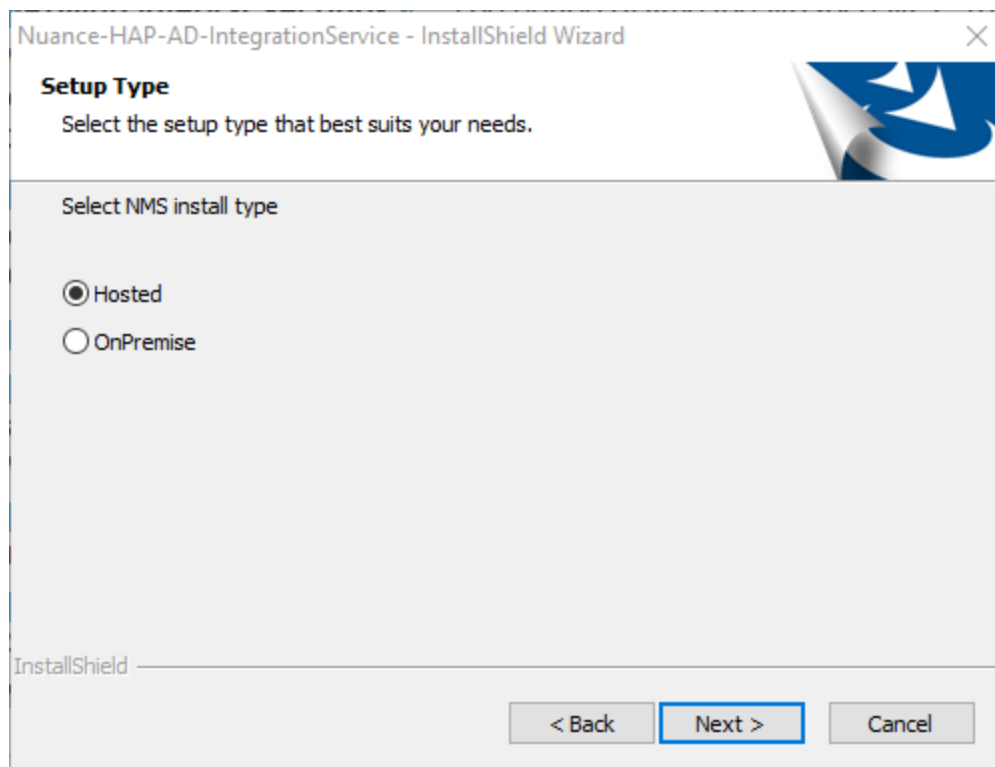 Nuance-HAP-AD-IntegrationService - InstallShield Wizard
Setup Type
Select the setup type that best suits your needs.
Select NMS install type
Hosted
OnPremise
InstallShield
< Back
Next >
Cancel